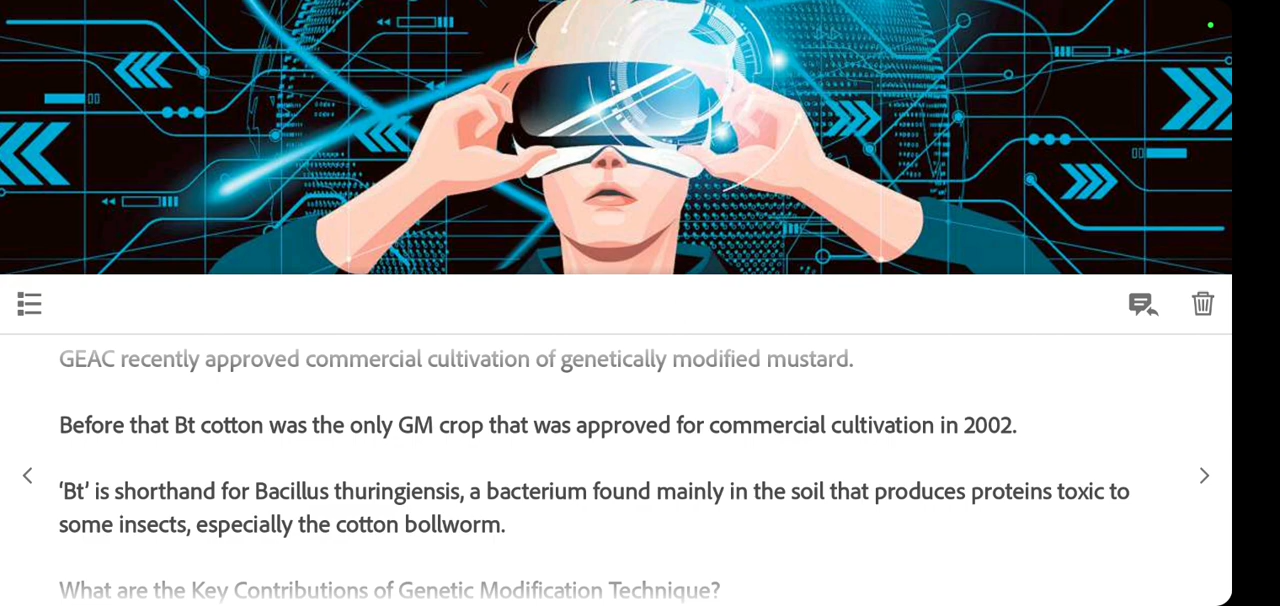 GEAC recently approved commercial cultivation of genetically modified mustard.
Before that Bt cotton was the only GM crop that was approved for commercial cultivation in 2002.
‘Bt’ is shorthand for Bacillus thuringiensis, a bacterium found mainly in the soil that produces proteins toxic to
some insects, especially the cotton bollworm.
What are the Key Contributions of Genetic Modification Technique?